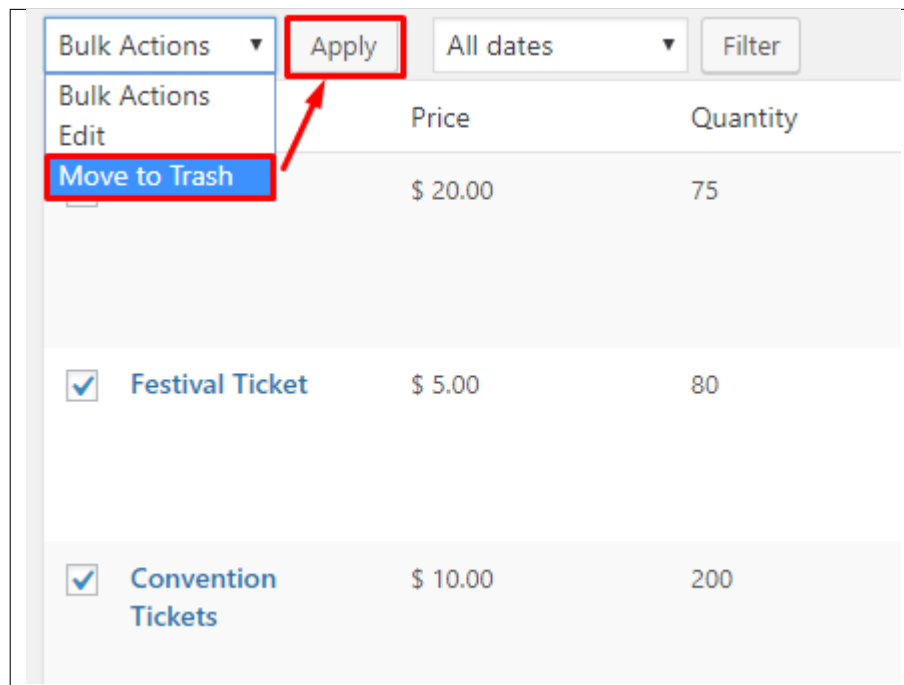 Bulk Actions ▼ Apply All dates ▼ Filter
Bulk Actions
Edit
Price Quantity
Move to Trash
$ 20.00 75
Festival Ticket $ 5.00 80
Convention $ 10.00 200
Tickets